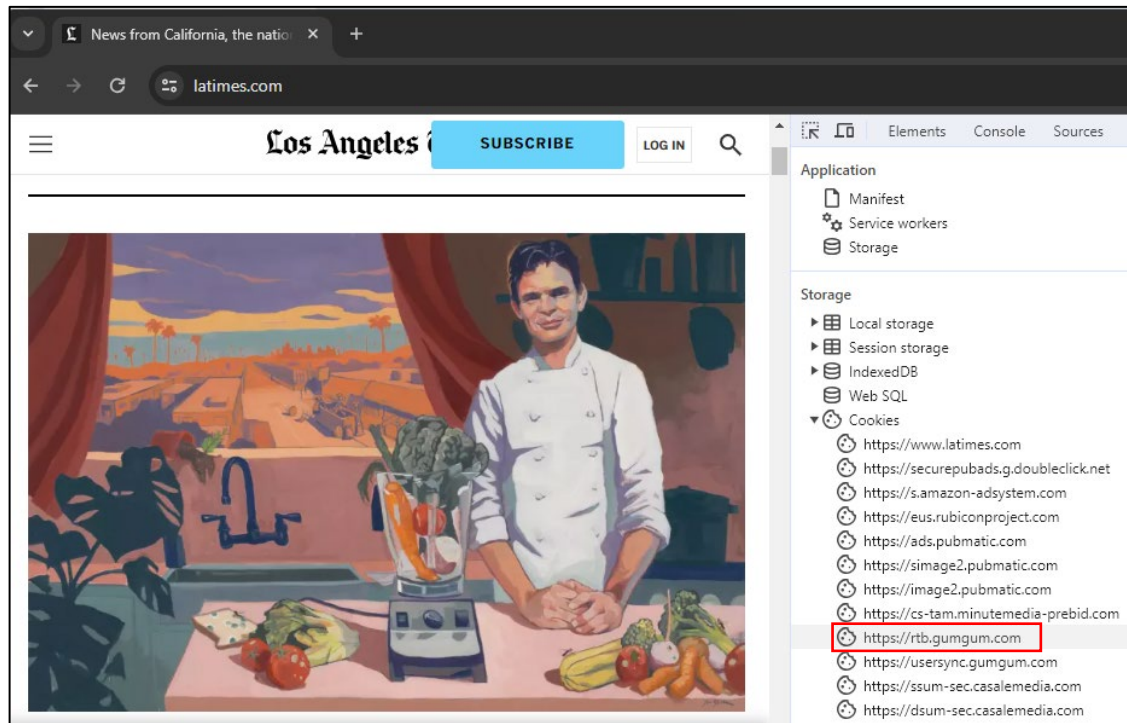 News from California, the natio
latimes.com
Los Angeles
SUBSCRIBE
LOG IN
Elements Console Sources
Application
Manifest
Service workers
Storage
Storage
Local storage
Session storage
IndexedDB
Web SQL
Cookies
https://www.latimes.com
https://securepubads.g.doubleclick.net
https://s.amazon-adsystem.com
https://eus.rubiconproject.com
https://ads.pubmatic.com
https://simage2.pubmatic.com
https://image2.pubmatic.com
https://cs-tam.minutemedia-prebid.com
https://rtb.gumgum.com
https://usersync.gumgum.com
https://ssum-sec.casalemedia.com
https://dsum-sec.casalemedia.com